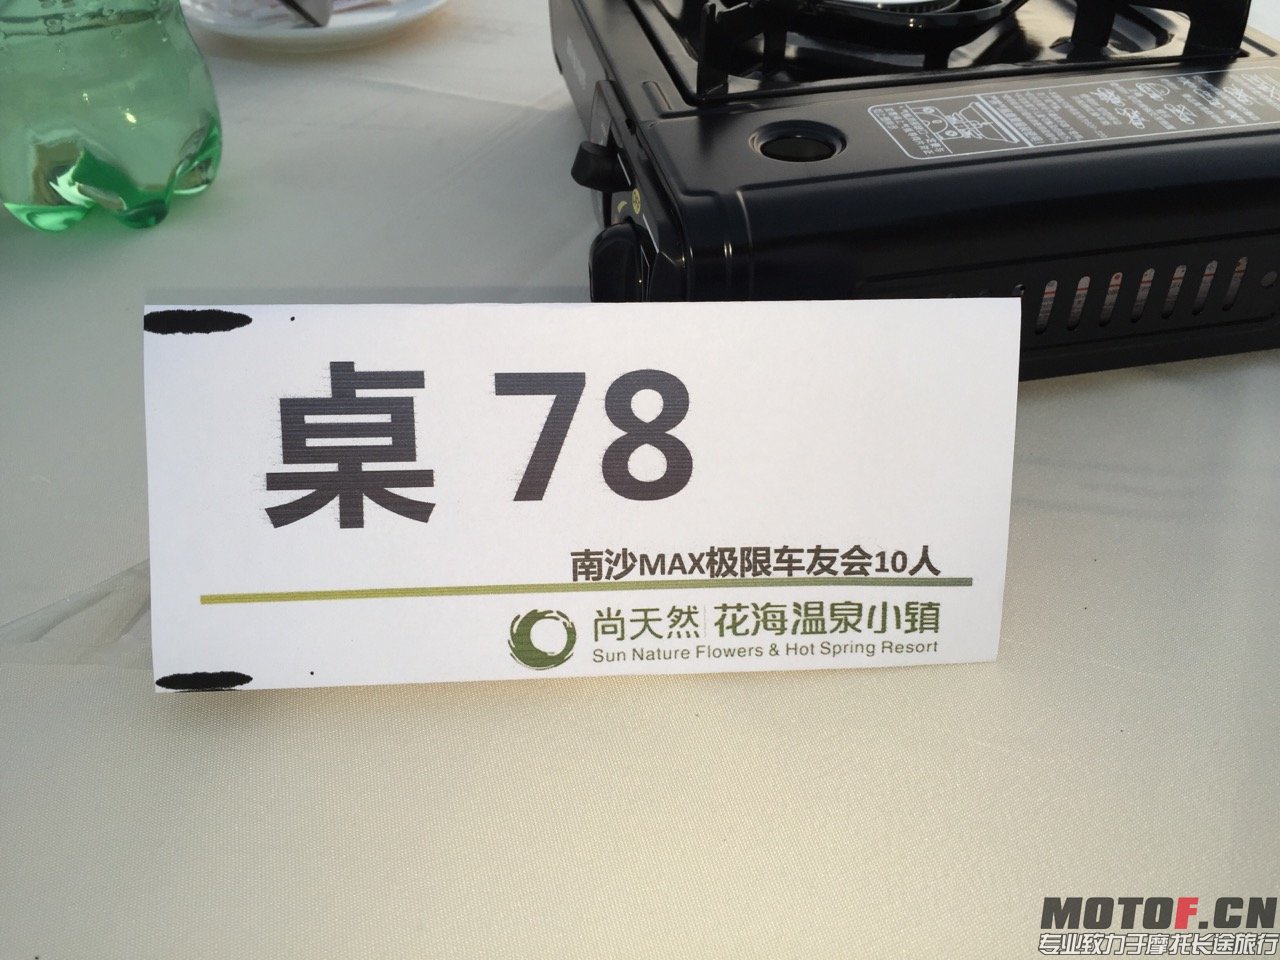 桌 78
南沙MAX极限车友会10人
尚天然 花海温泉小镇
Sun Nature Flowers & Hot Spring Resort
MOTOF.CN
专业致力于摩托长途旅行